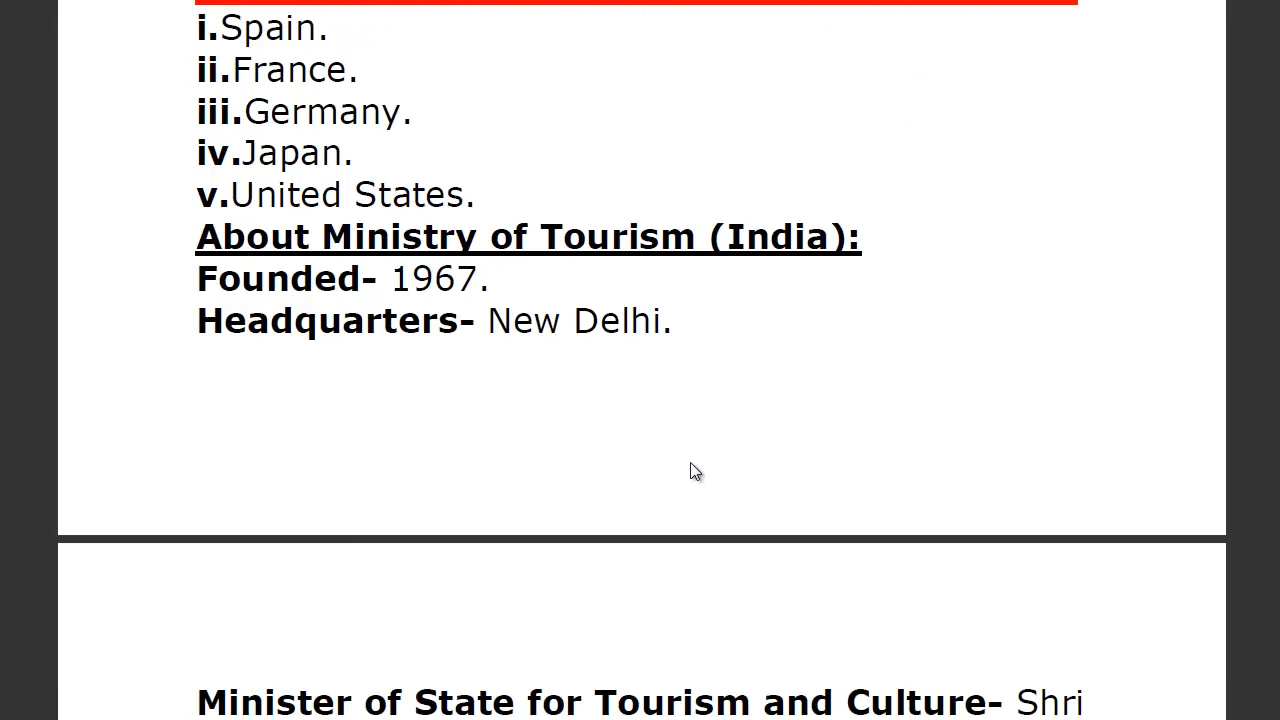 i.Spain.
ii.France.
iii.Germany.
iv.Japan.
v.United States.
About Ministry of Tourism (India):
Founded- 1967.
Headquarters- New Delhi.
Minister of State for Tourism and Culture- Shri